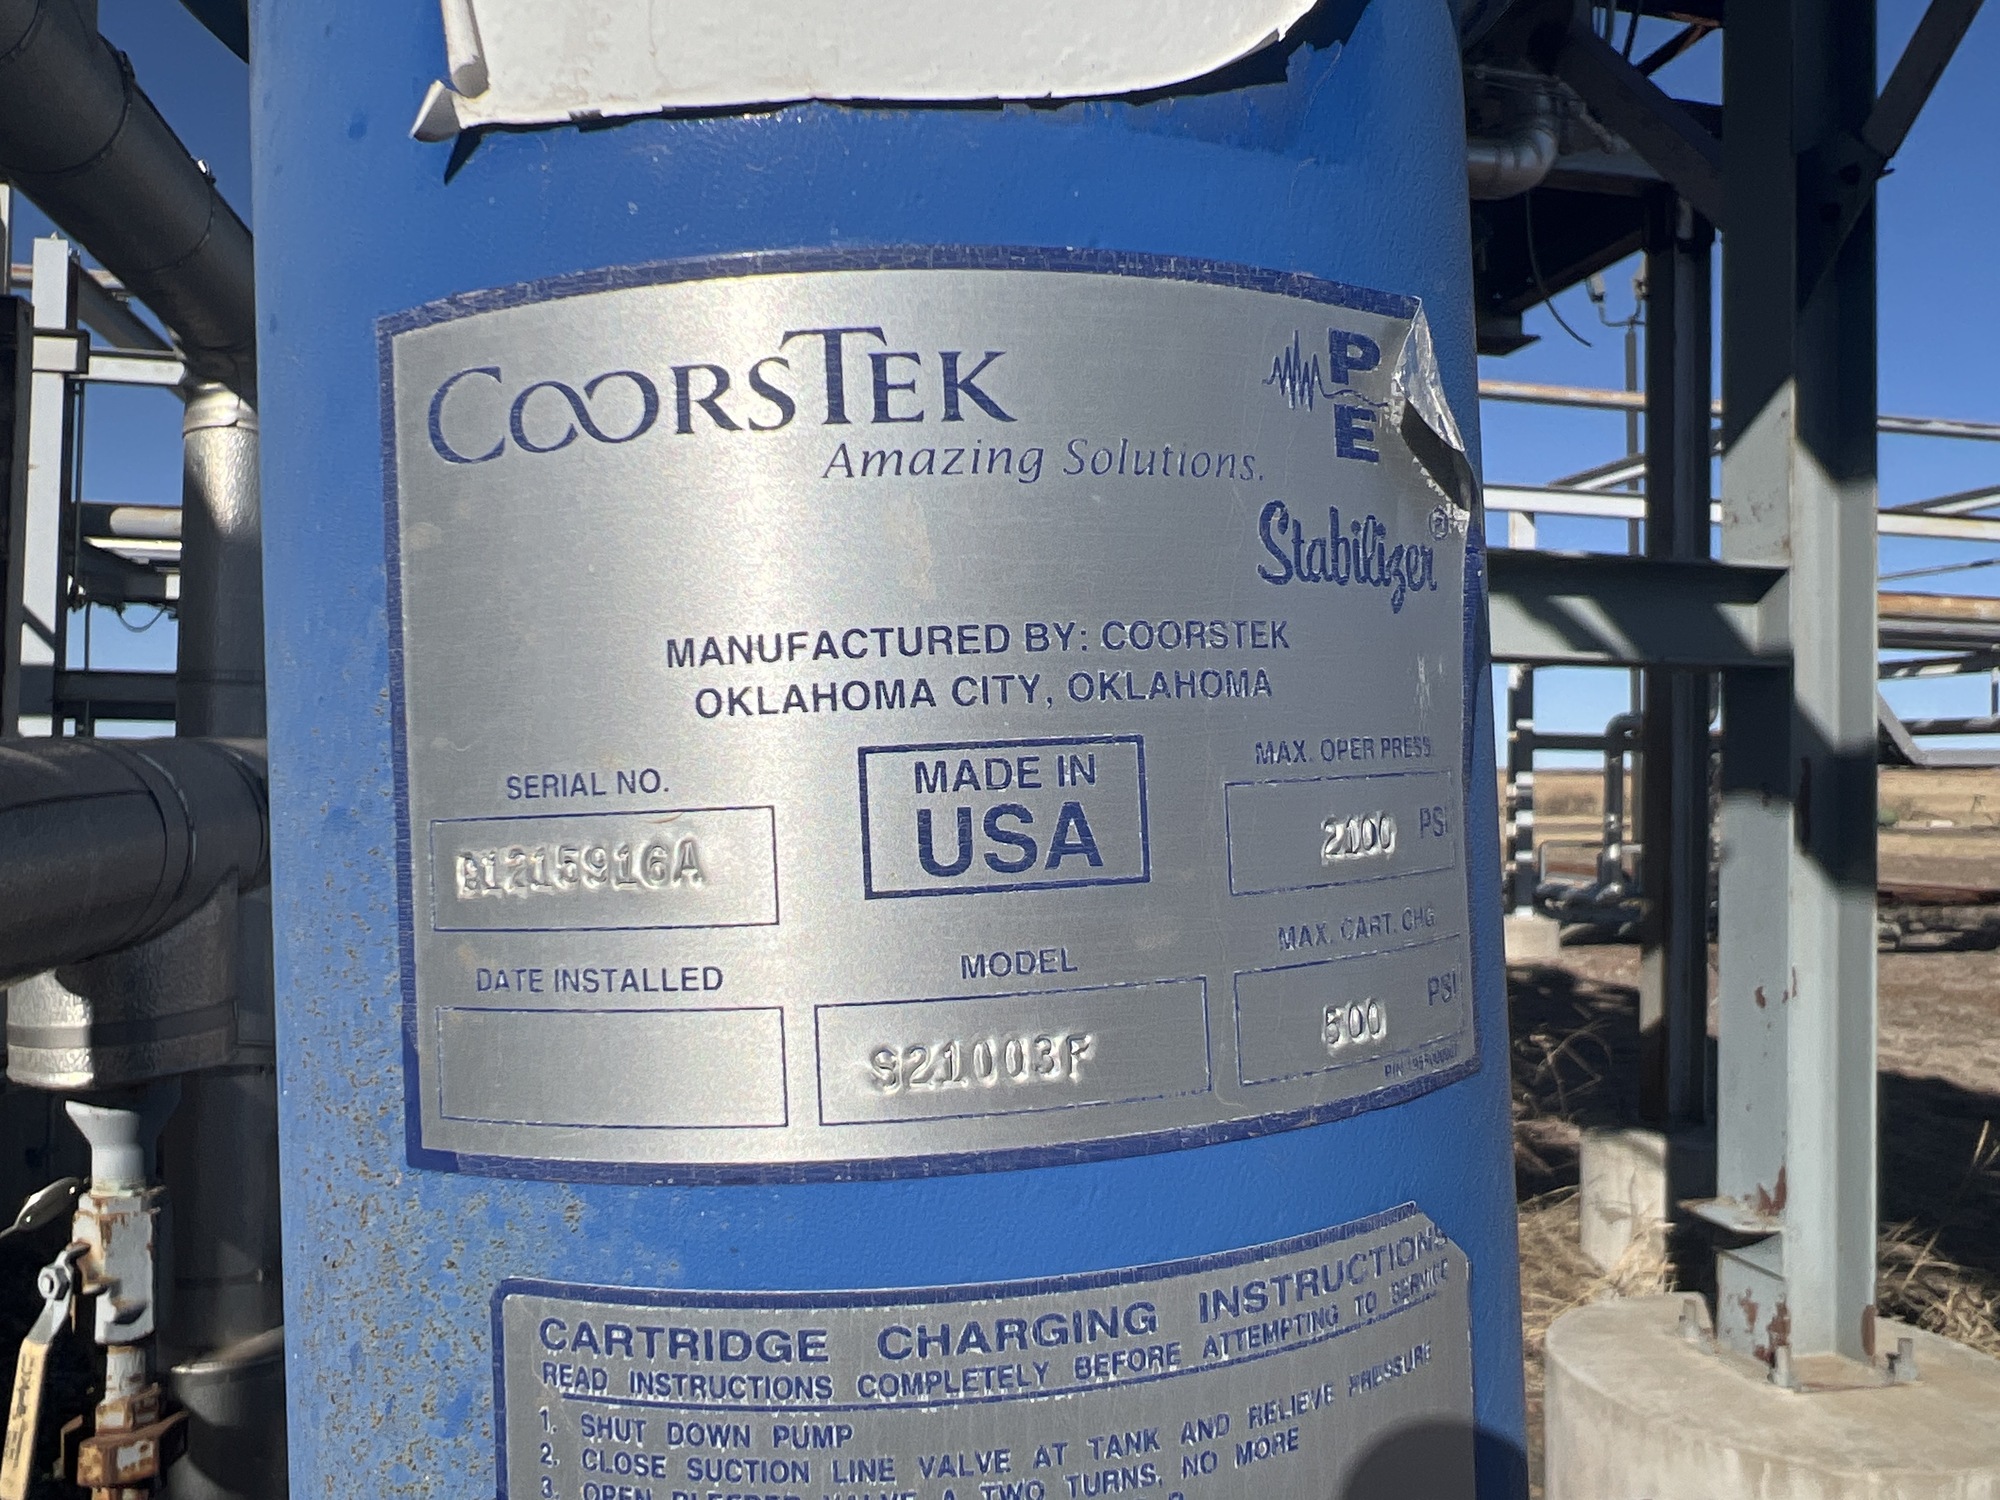 COORSTEK
Amazing Solutions.
P
E
Stabilizer®
MANUFACTURED BY: COORSTEK
OKLAHOMA CITY, OKLAHOMA
SERIAL NO.
MADE IN
USA
MAX. OPER PRESS
PSI
DATE INSTALLED
MODEL
S21003F
MAX. CART. CHG.
500 PSI
P/N
CARTRIDGE CHARGING INSTRUCTIONS
READ INSTRUCTIONS COMPLETELY BEFORE ATTEMPTING TO SERVICE
1. SHUT DOWN PUMP
2. CLOSE SUCTION LINE VALVE AT TANK AND RELIEVE PRESSURE
3. OPEN BLEEDER VALVE A TWO TURNS, NO MORE